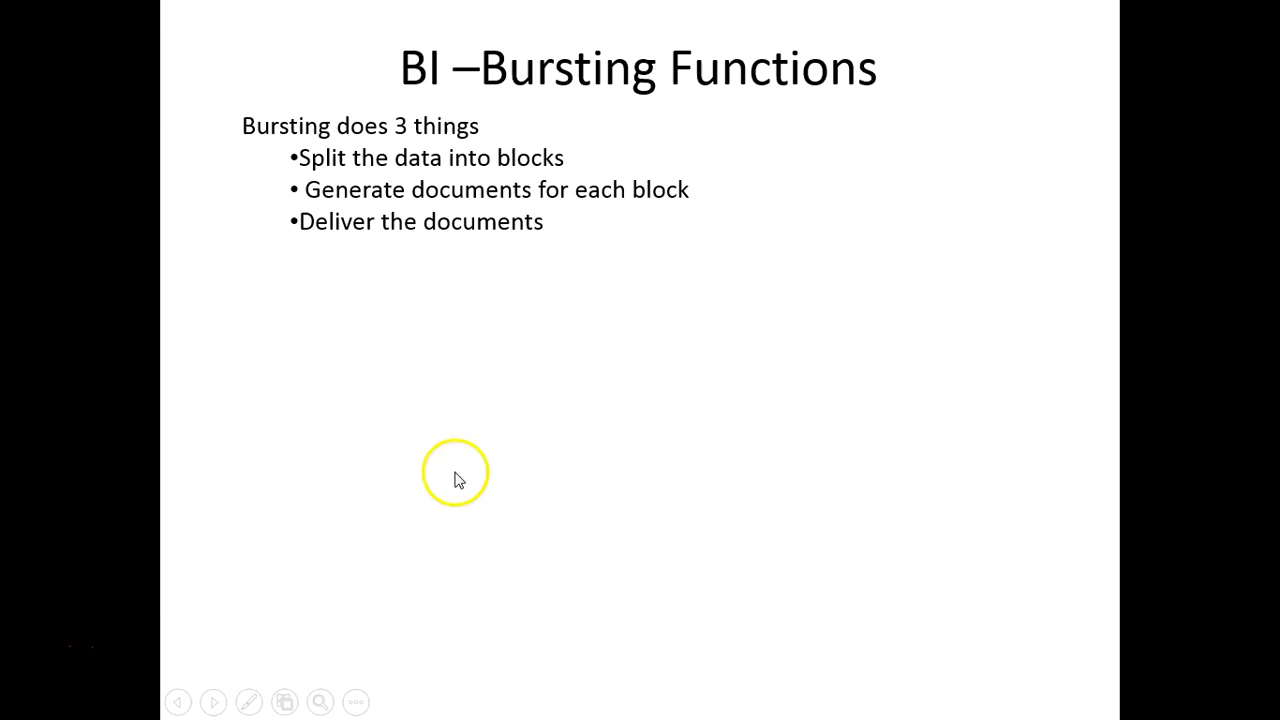 BI –Bursting Functions
Bursting does 3 things
•Split the data into blocks
• Generate documents for each block
•Deliver the documents